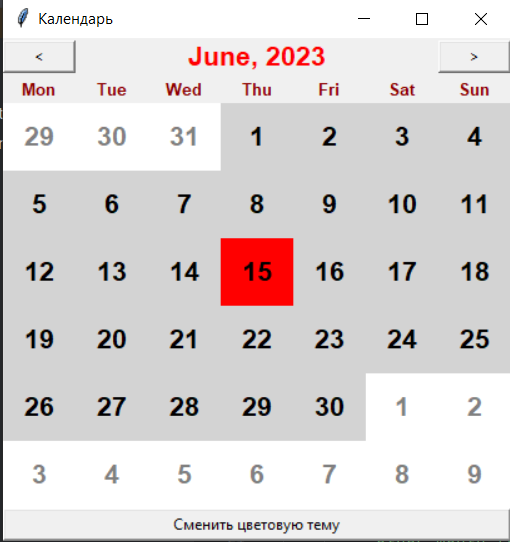 Календарь
< June, 2023 >
Mon Tue Wed Thu Fri Sat Sun
29 30 31 1 2 3 4
5 6 7 8 9 10 11
12 13 14 15 16 17 18
19 20 21 22 23 24 25
26 27 28 29 30 1 2
3 4 5 6 7 8 9
Сменить цветовую тему